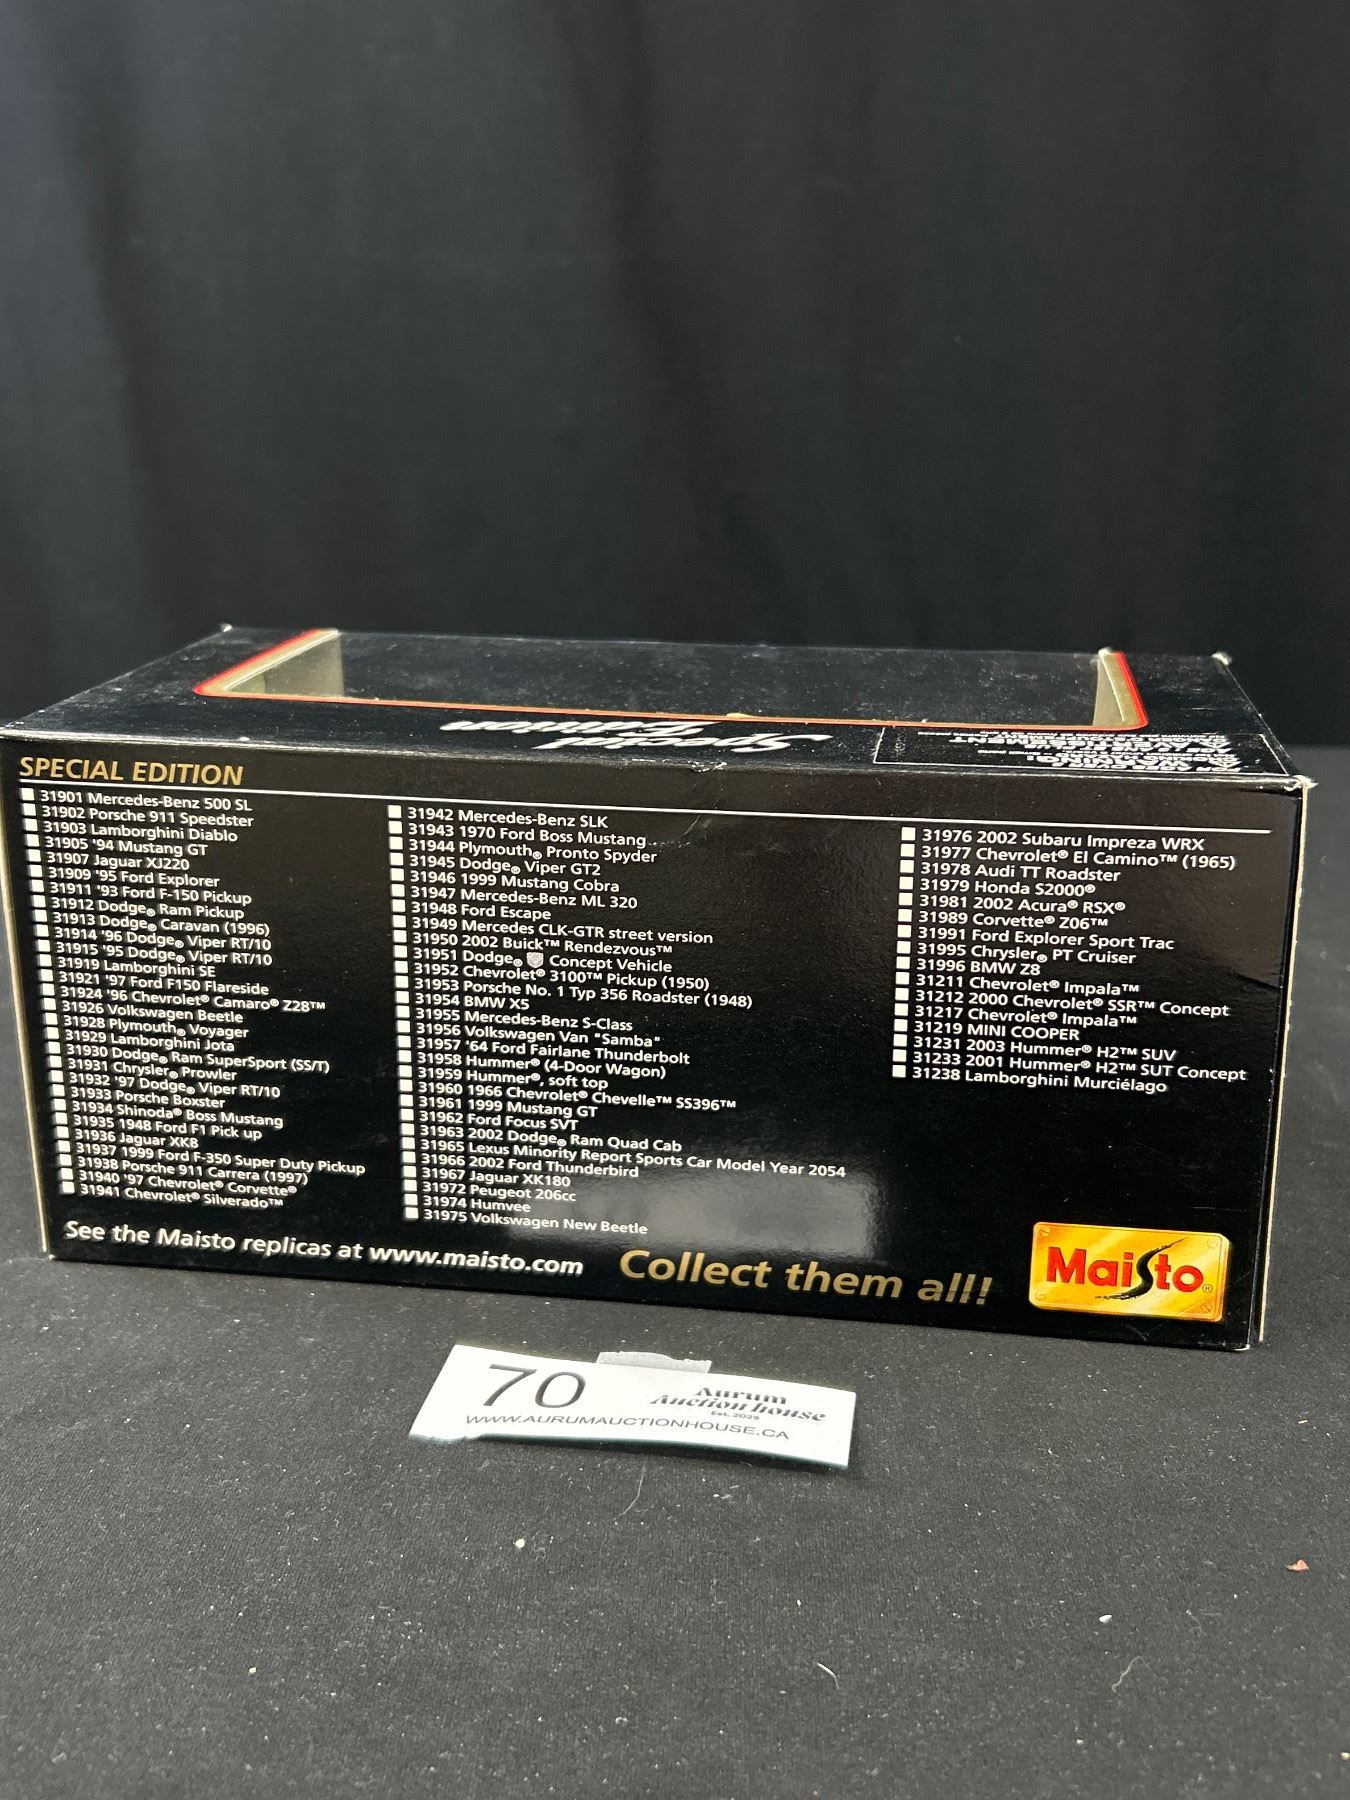 Special
Edition
WARNING:
AVERTISSEMENT
SPECIAL EDITION
31901 Mercedes-Benz 500 SL
31902 Porsche 911 Speedster
31903 Lamborghini Diablo
31905 '94 Mustang GT
31907 Jaguar XJ220
31909 '95 Ford Explorer
31911 '93 Ford F-150 Pickup
31912 Dodge® Ram Pickup
31913 Dodge® Caravan (1996)
31914 '96 Dodge® Viper RT/10
31915 '95 Dodge® Viper RT/10
31919 Lamborghini SE
31921 '97 Ford F150 Flareside
31924 '96 Chevrolet® Camaro® Z28™
31926 Volkswagen Beetle
31928 Plymouth® Voyager
31929 Lamborghini Jota
31930 Dodge® Ram SuperSport (SS/T)
31931 Chrysler® Prowler
31932 '97 Dodge® Viper RT/10
31933 Porsche Boxster
31934 Shinoda® Boss Mustang
31935 1948 Ford F1 Pick up
31936 Jaguar XK8
31937 1999 Ford F-350 Super Duty Pickup
31938 Porsche 911 Carrera (1997)
31940 '97 Chevrolet® Corvette®
31941 Chevrolet® Silverado™
31942 Mercedes-Benz SLK
31943 1970 Ford Boss Mustang
31944 Plymouth® Pronto Spyder
31945 Dodge® Viper GT2
31946 1999 Mustang Cobra
31947 Mercedes-Benz ML 320
31948 Ford Escape
31949 Mercedes CLK-GTR street version
31950 2002 Buick™ Rendezvous™
31951 Dodge® Concept Vehicle
31952 Chevrolet® 3100™ Pickup (1950)
31953 Porsche No. 1 Typ 356 Roadster (1948)
31954 BMW X5
31955 Mercedes-Benz S-Class
31956 Volkswagen Van "Samba"
31957 '64 Ford Fairlane Thunderbolt
31958 Hummer® (4-Door Wagon)
31959 Hummer®, soft top
31960 1966 Chevrolet® Chevelle™ SS396™
31961 1999 Mustang GT
31962 Ford Focus SVT
31963 2002 Dodge® Ram Quad Cab
31965 Lexus Minority Report Sports Car Model Year 2054
31966 2002 Ford Thunderbird
31967 Jaguar XK180
31972 Peugeot 206cc
31974 Humvee
31975 Volkswagen New Beetle
31976 2002 Subaru Impreza WRX
31977 Chevrolet® El Camino™ (1965)
31978 Audi TT Roadster
31979 Honda S2000®
31981 2002 Acura® RSX®
31989 Corvette® Z06™
31991 Ford Explorer Sport Trac
31995 Chrysler® PT Cruiser
31996 BMW Z8
31211 Chevrolet® Impala™
31212 2000 Chevrolet® SSR™ Concept
31217 Chevrolet® Impala™
31219 MINI COOPER
31231 2003 Hummer® H2™ SUV
31233 2001 Hummer® H2™ SUT Concept
31238 Lamborghini Murciélago
See the Maisto replicas at www.maisto.com
Collect them all!
Maisto®
70
Aurum
Auction house
Est. 2025
WWW.AURUMAUCTIONHOUSE.CA